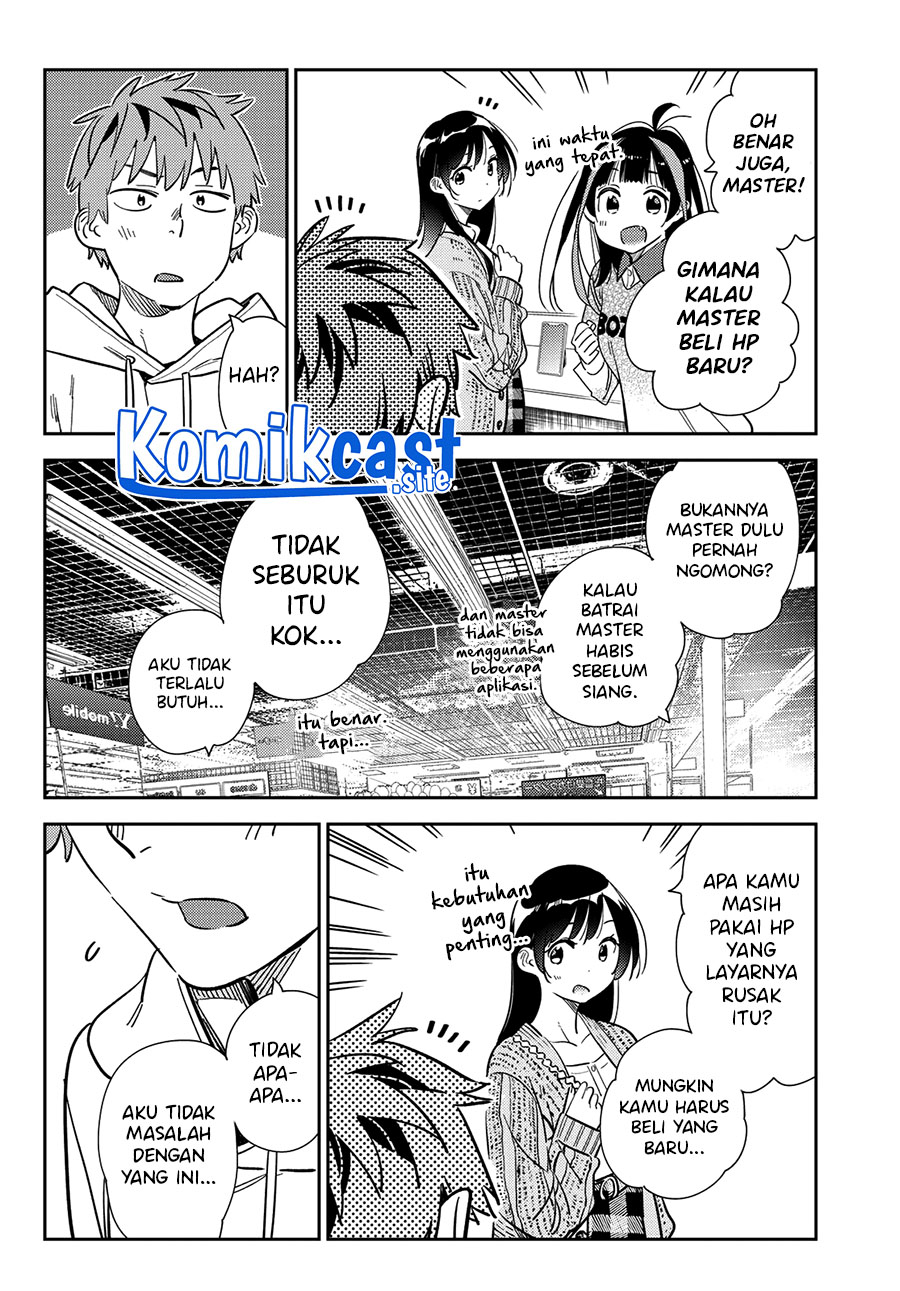 OH
BENAR
JUGA,
MASTER!
GIMANA
KALAU
MASTER
BELI HP
BARU?
ini waktu
yang tepat.
BOZ
HAH?
Komikcast
.site
BUKANNYA
MASTER DULU
PERNAH
NGOMONG?
KALAU
BATRAI
MASTER
HABIS
SEBELUM
SIANG.
dan master
tidak bisa
menggunakan
beberapa
aplikasi.
TIDAK
SEBURUK
ITU
KOK...
itu benar.
tapi...
AKU TIDAK
TERLALU
BUTUH...
Y mobile
APA KAMU
MASIH
PAKAI HP
YANG
LAYARNYA
RUSAK
ITU?
itu
kebutuhan
yang
penting...
MUNGKIN
KAMU HARUS
BELI YANG
BARU...
TIDAK
APA-
APA...
AKU TIDAK
MASALAH
DENGAN
YANG INI...